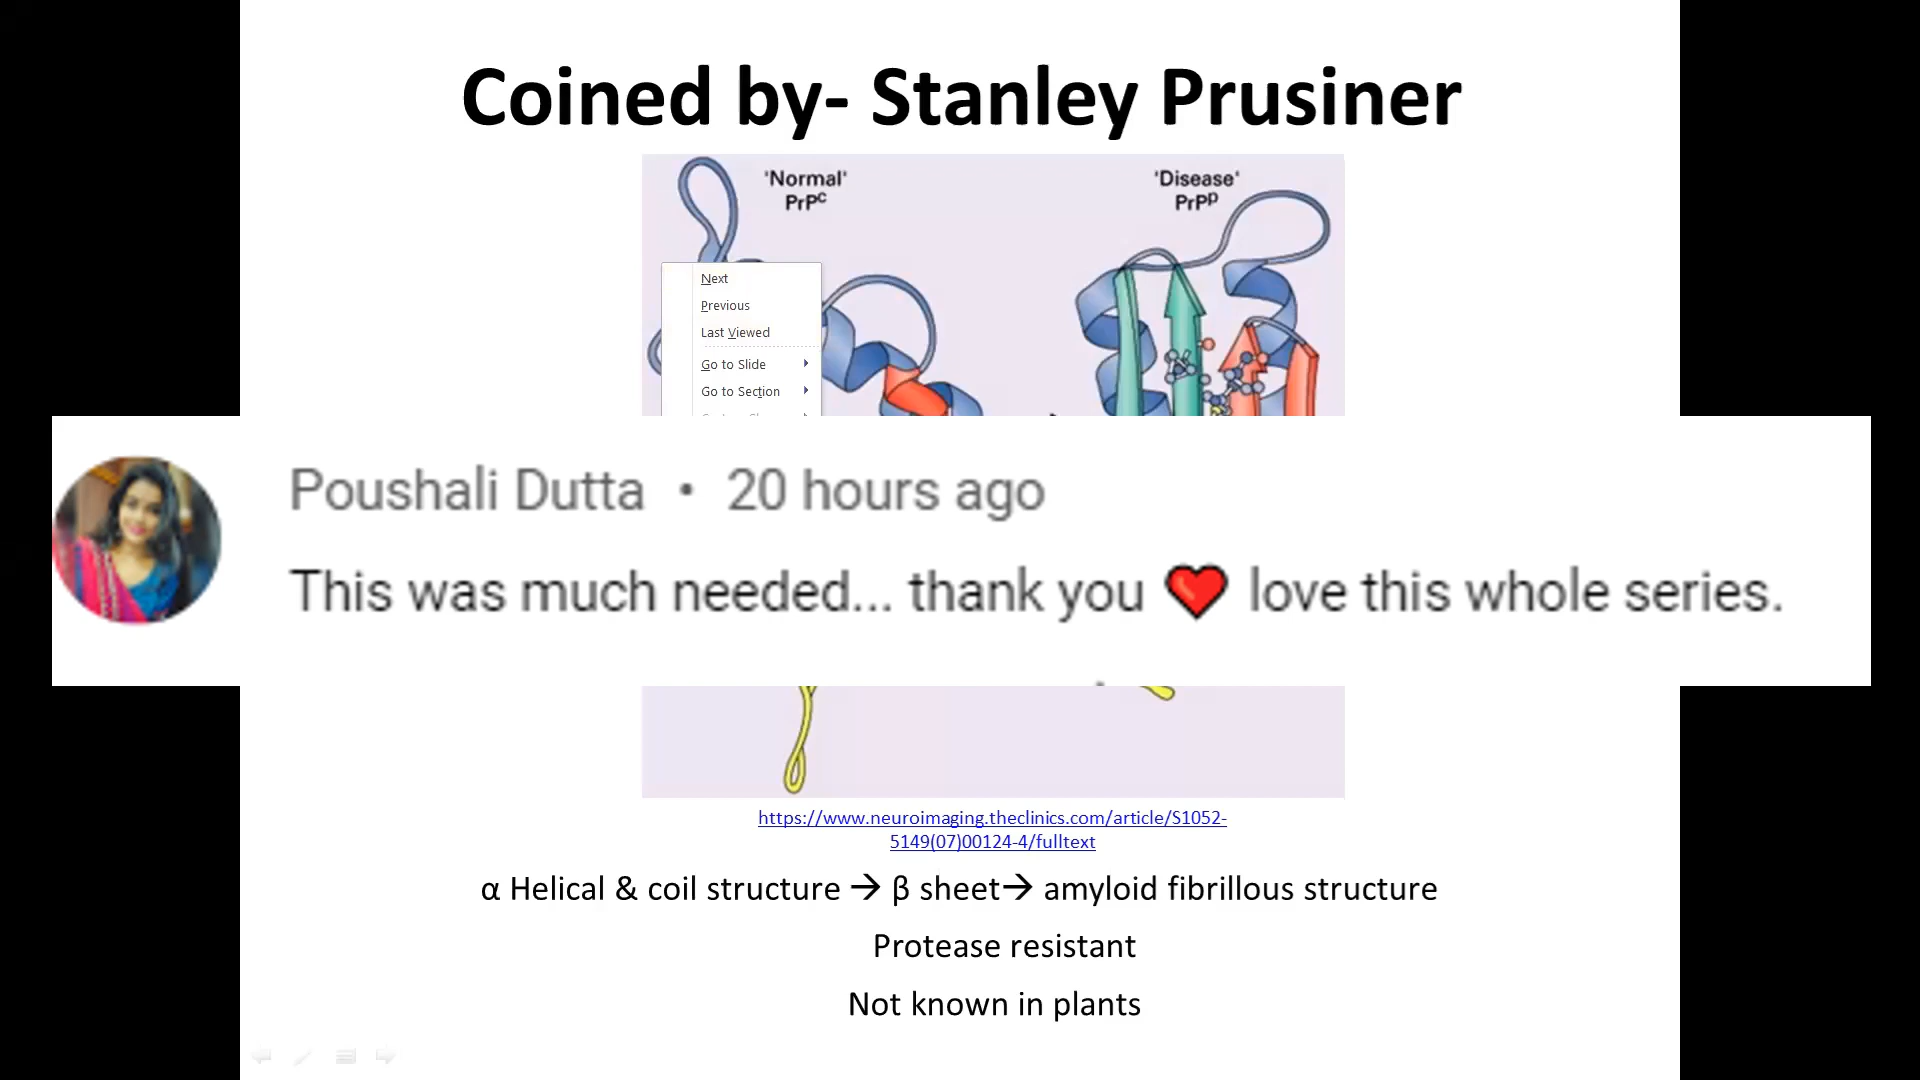 Coined by- Stanley Prusiner
'Normal'
PrPc
'Disease'
PrPp
Next
Previous
Last Viewed
Go to Slide
Go to Section
Poushali Dutta • 20 hours ago
This was much needed... thank you ❤ love this whole series.
https://www.neuroimaging.theclinics.com/article/S1052-
5149(07)00124-4/fulltext
α Helical & coil structure → β sheet→ amyloid fibrillous structure
Protease resistant
Not known in plants